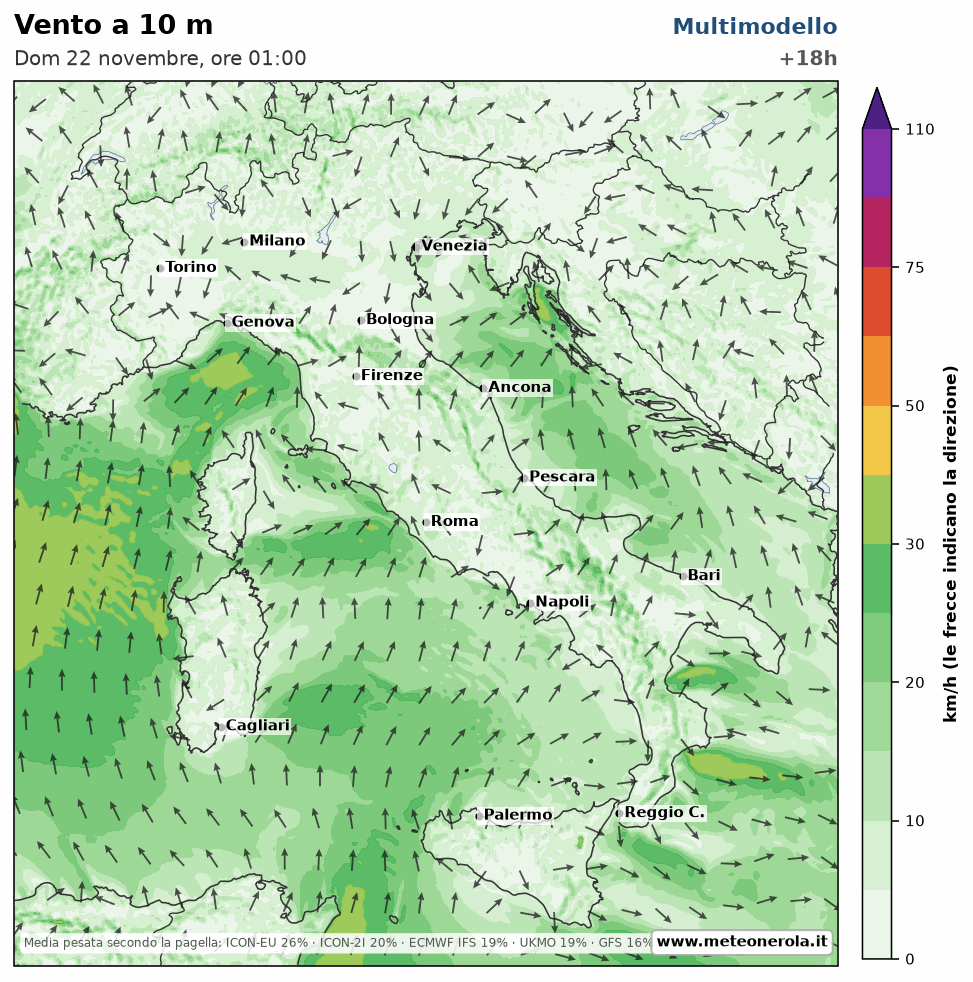 Vento a 10 m
Multimodello
Dom 22 novembre, ore 01:00
+18h
Milano
Venezia
Torino
Genova
Bologna
Firenze
Ancona
Pescara
Roma
Bari
Napoli
Cagliari
Palermo
Reggio C.
110
75
50
30
20
10
0
km/h (le frecce indicano la direzione)
Media pesata secondo la pagella: ICON-EU 26% · ICON-2I 20% · ECMWF IFS 19% · UKMO 19% · GFS 16%
www.meteonerola.it